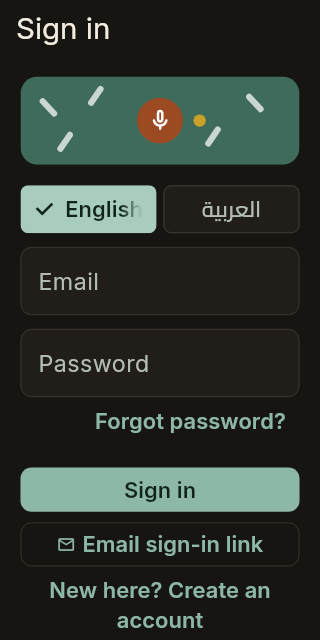 Sign in
English
العربية
Email
Password
Forgot password?
Sign in
Email sign-in link
New here? Create an
account